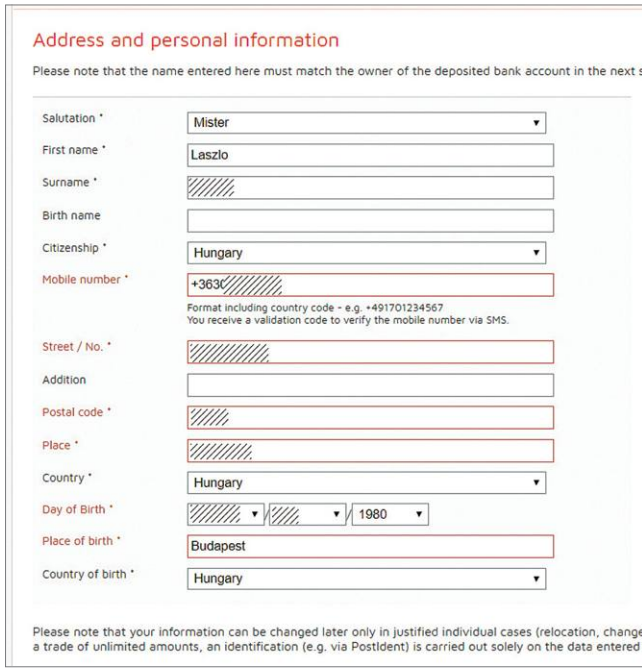 Address and personal information
Please note that the name entered here must match the owner of the deposited bank account in the next s
Salutation * Mister
First name * Laszlo
Surname *
Birth name
Citizenship * Hungary
Mobile number * +363
Format including country code - e.g. +491701234567
You receive a validation code to verify the mobile number via SMS.
Street / No. *
Addition
Postal code *
Place *
Country * Hungary
Day of Birth * / / 1980
Place of birth * Budapest
Country of birth * Hungary
Please note that your information can be changed later only in justified individual cases (relocation, change
a trade of unlimited amounts, an identification (e.g. via PostIdent) is carried out solely on the data entered